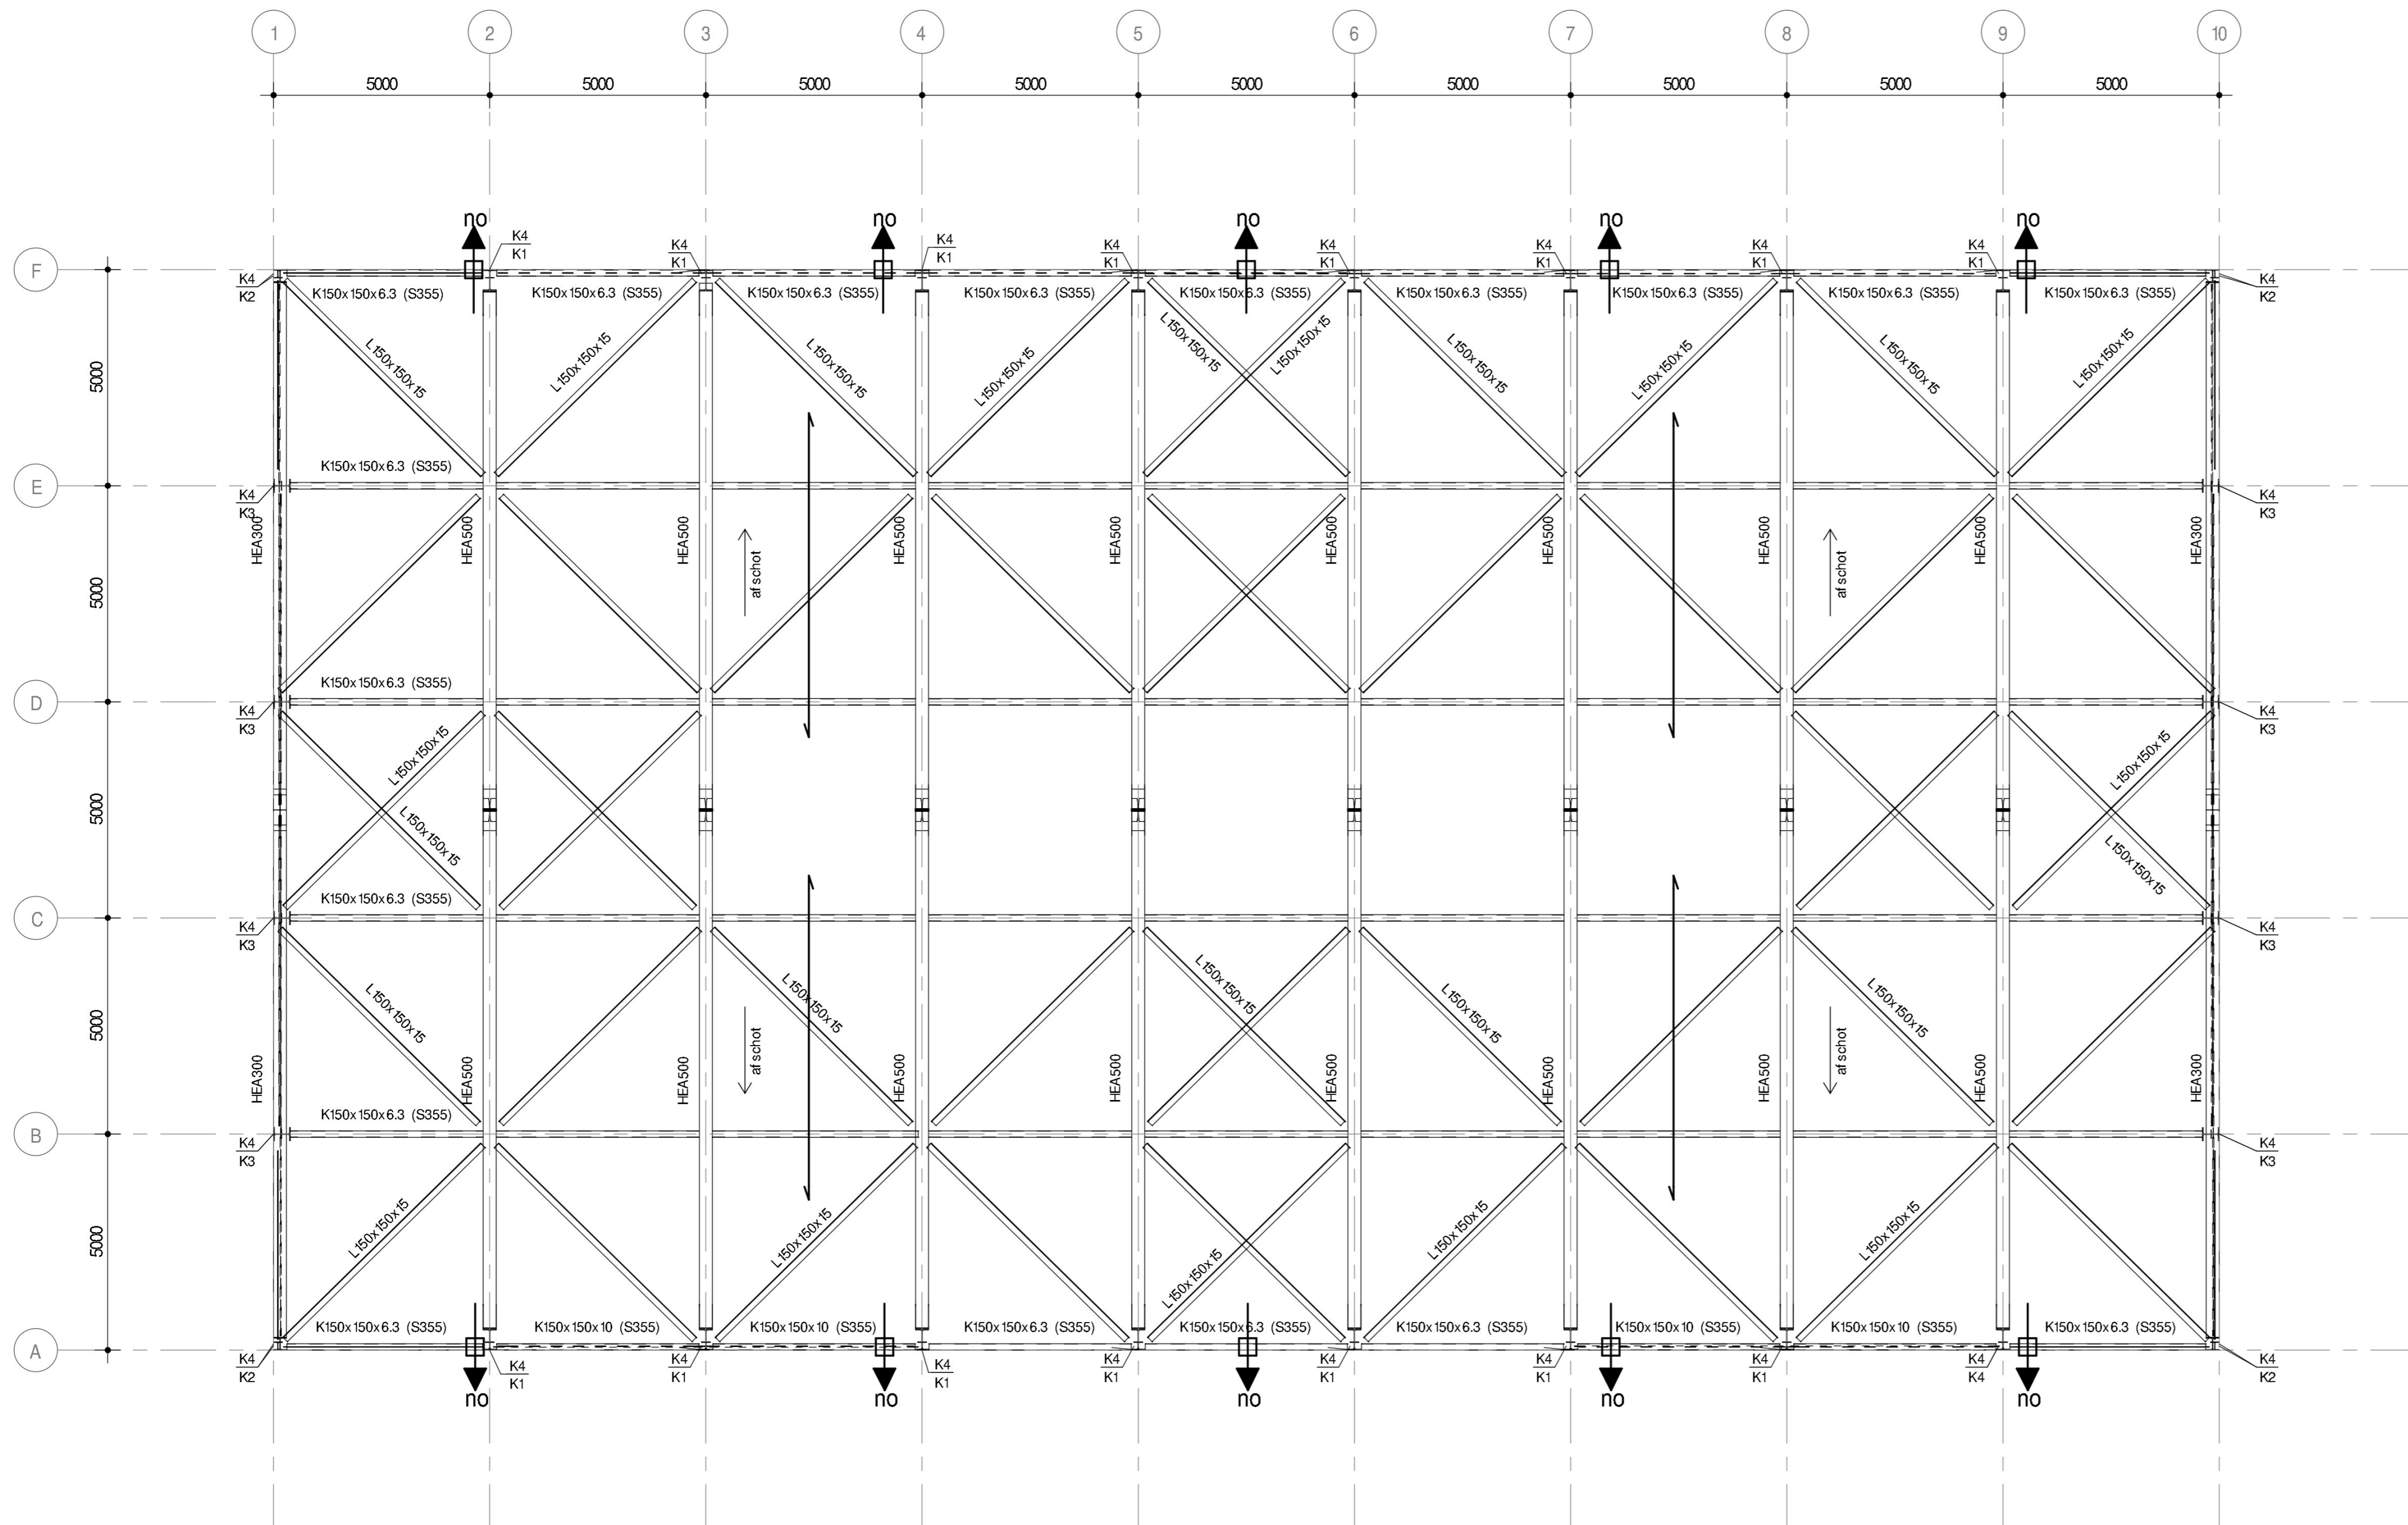 1 2 3 4 5 6 7 8 9 10
5000 5000 5000 5000 5000 5000 5000 5000 5000
no no no no no
K4 K4 K4 K4 K4 K4 K4 K4
K1 K1 K1 K1 K1 K1 K1 K1
F
K4 K4
K2 K2
K150x150x6.3 (S355) K150x150x6.3 (S355) K150x150x6.3 (S355) K150x150x6.3 (S355) K150x150x6.3 (S355) K150x150x6.3 (S355) K150x150x6.3 (S355) K150x150x6.3 (S355) K150x150x6.3 (S355)
5000
L150x150x15 L150x150x15 L150x150x15 L150x150x15 L150x150x15 L150x150x15 L150x150x15 L150x150x15 L150x150x15 L150x150x15
K150x150x6.3 (S355)
E
K4 K4
K3 K3
HEA300 HEA500 HEA500 HEA500 HEA500 HEA500 HEA500 HEA500 HEA500 HEA300
5000
afschot afschot
K150x150x6.3 (S355)
D
K4 K4
K3 K3
L150x150x15 L150x150x15
5000
L150x150x15 L150x150x15
K150x150x6.3 (S355)
C
K4 K4
K3 K3
L150x150x15 L150x150x15 L150x150x15 L150x150x15 L150x150x15
5000
afschot afschot
HEA300 HEA500 HEA500 HEA500 HEA500 HEA500 HEA500 HEA500 HEA500 HEA300
K150x150x6.3 (S355)
B
K4 K4
K3 K3
5000
L150x150x15 L150x150x15 L150x150x15 L150x150x15 L150x150x15
K150x150x6.3 (S355) K150x150x10 (S355) K150x150x10 (S355) K150x150x6.3 (S355) K150x150x6.3 (S355) K150x150x6.3 (S355) K150x150x10 (S355) K150x150x10 (S355) K150x150x6.3 (S355)
A
K4 K4 K4 K4 K4 K4 K4 K4 K4 K4
K2 K1 K1 K1 K1 K1 K1 K1 K4 K2
no no no no no